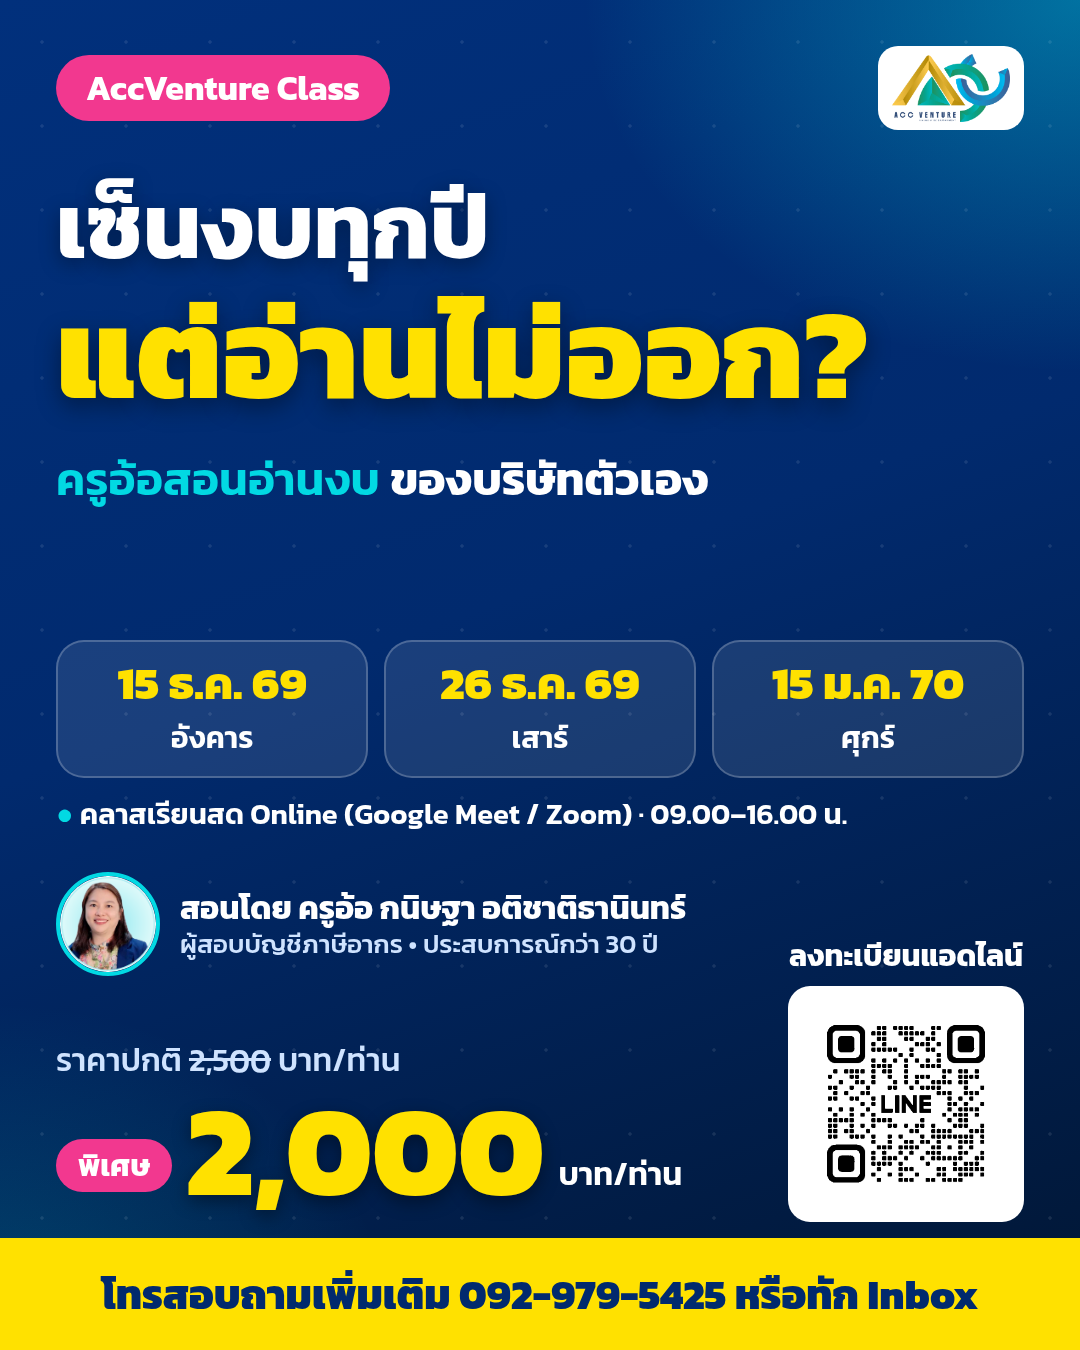 AccVenture Class
ACC VENTURE
เซ็นงบทุกปี
แต่อ่านไม่ออก?
ครูอ้อสอนอ่านงบ ของบริษัทตัวเอง
15 ธ.ค. 69
อังคาร
26 ธ.ค. 69
เสาร์
15 ม.ค. 70
ศุกร์
● คลาสเรียนสด Online (Google Meet / Zoom) · 09.00–16.00 น.
สอนโดย ครูอ้อ กนิษฐา อติชาติธานินทร์
ผู้สอบบัญชีภาษีอากร • ประสบการณ์กว่า 30 ปี
ลงทะเบียนแอดไลน์
LINE
ราคาปกติ 2,500 บาท/ท่าน
พิเศษ 2,000 บาท/ท่าน
โทรสอบถามเพิ่มเติม 092-979-5425 หรือทัก Inbox